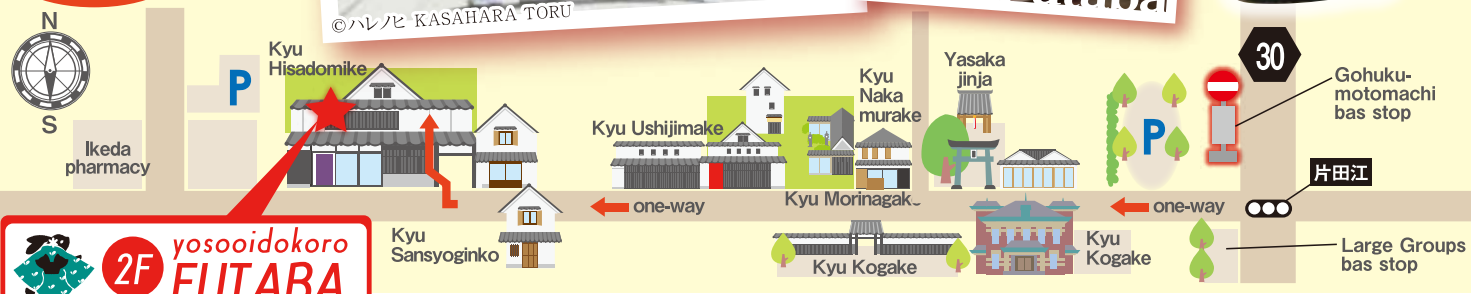 ©ハレノヒ KASAHARA TORU
N
S
P
Kyu
Hisadomike
Ikeda
pharmacy
Kyu Ushijimake
Kyu
Naka
murake
Yasaka
jinja
P
30
Gohuku-
motomachi
bas stop
片田江
one-way
Kyu Morinagak
one-way
Kyu
Sansyoginko
Kyu Kogake
Kyu
Kogake
Large Groups
bas stop
2F
yosooidokoro
FUTABA